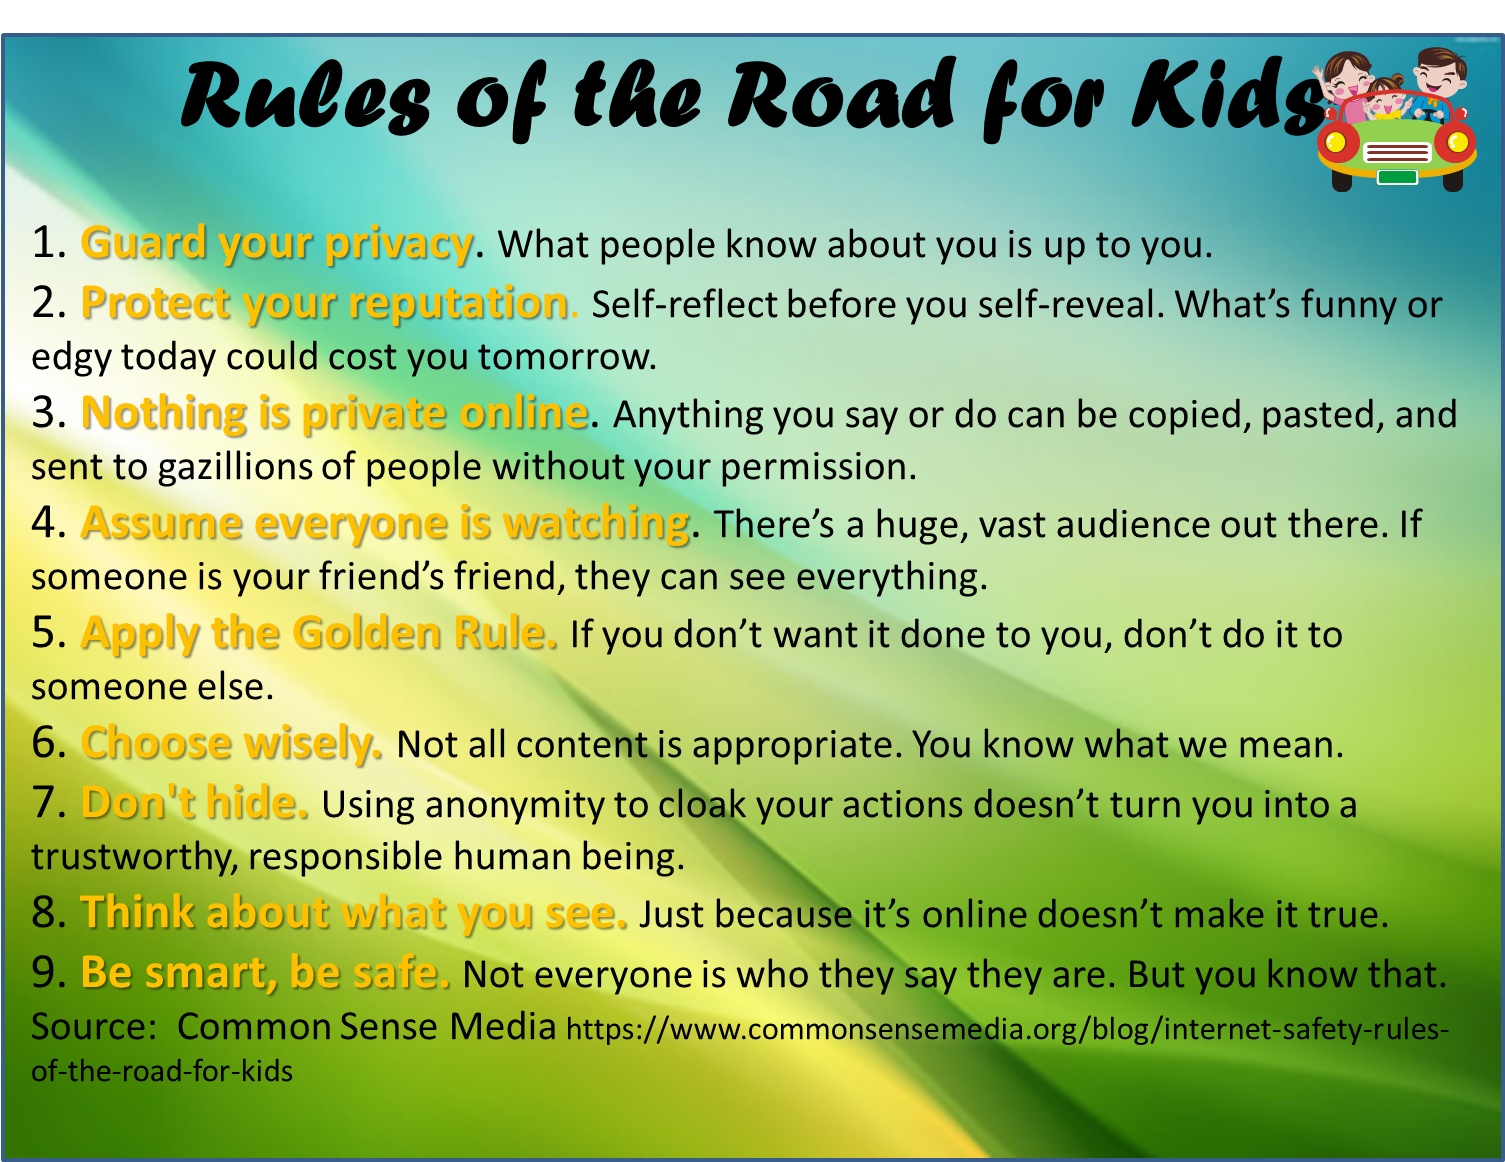 Rules of the Road for Kids
1. Guard your privacy. What people know about you is up to you.
2. Protect your reputation. Self-reflect before you self-reveal. What’s funny or
edgy today could cost you tomorrow.
3. Nothing is private online. Anything you say or do can be copied, pasted, and
sent to gazillions of people without your permission.
4. Assume everyone is watching. There’s a huge, vast audience out there. If
someone is your friend’s friend, they can see everything.
5. Apply the Golden Rule. If you don’t want it done to you, don’t do it to
someone else.
6. Choose wisely. Not all content is appropriate. You know what we mean.
7. Don't hide. Using anonymity to cloak your actions doesn’t turn you into a
trustworthy, responsible human being.
8. Think about what you see. Just because it’s online doesn’t make it true.
9. Be smart, be safe. Not everyone is who they say they are. But you know that.
Source:  Common Sense Media https://www.commonsensemedia.org/blog/internet-safety-rules-
of-the-road-for-kids